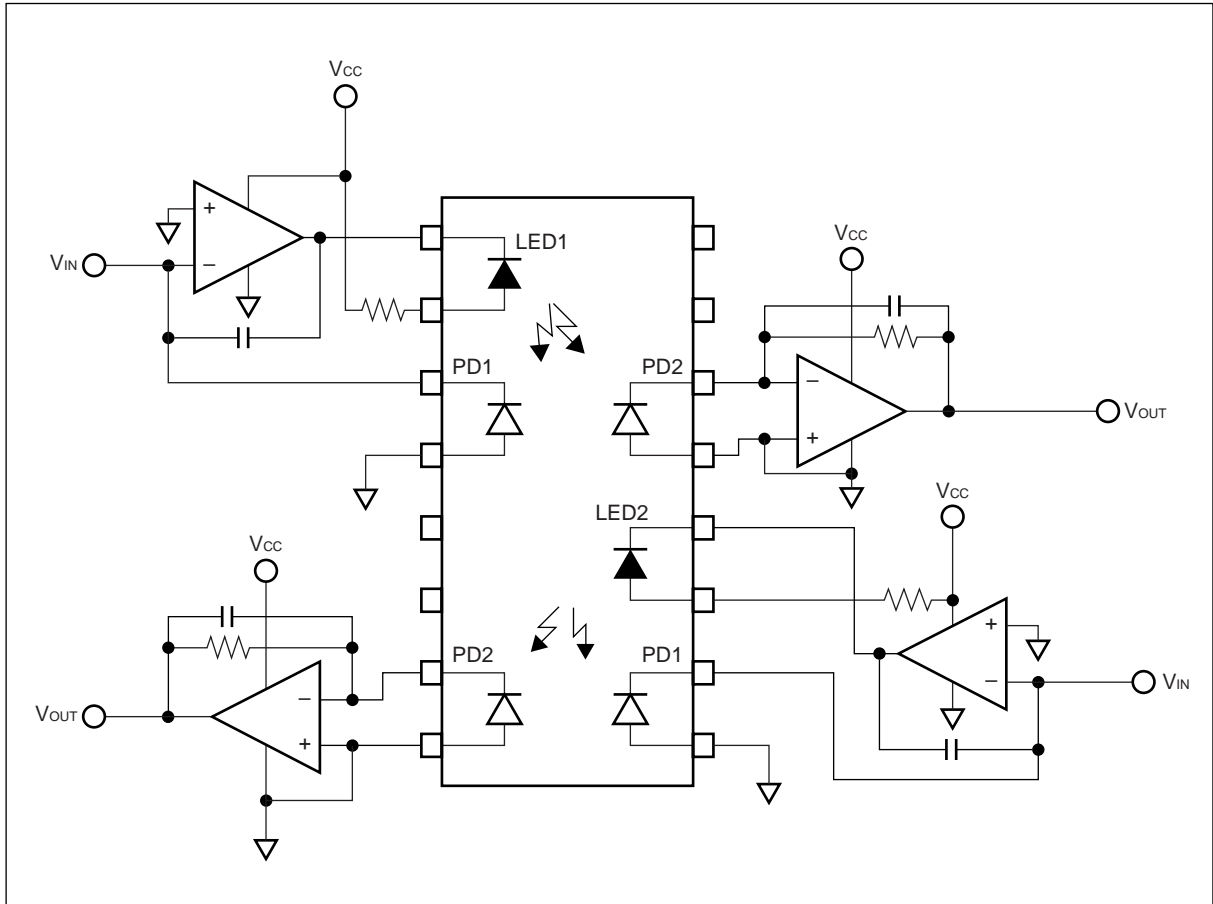 VCC
LED1
VIN
+
−
VCC
PD1
PD2
−
+
VOUT
VCC
LED2
VCC
+
−
VIN
PD2
PD1
−
+
VOUT